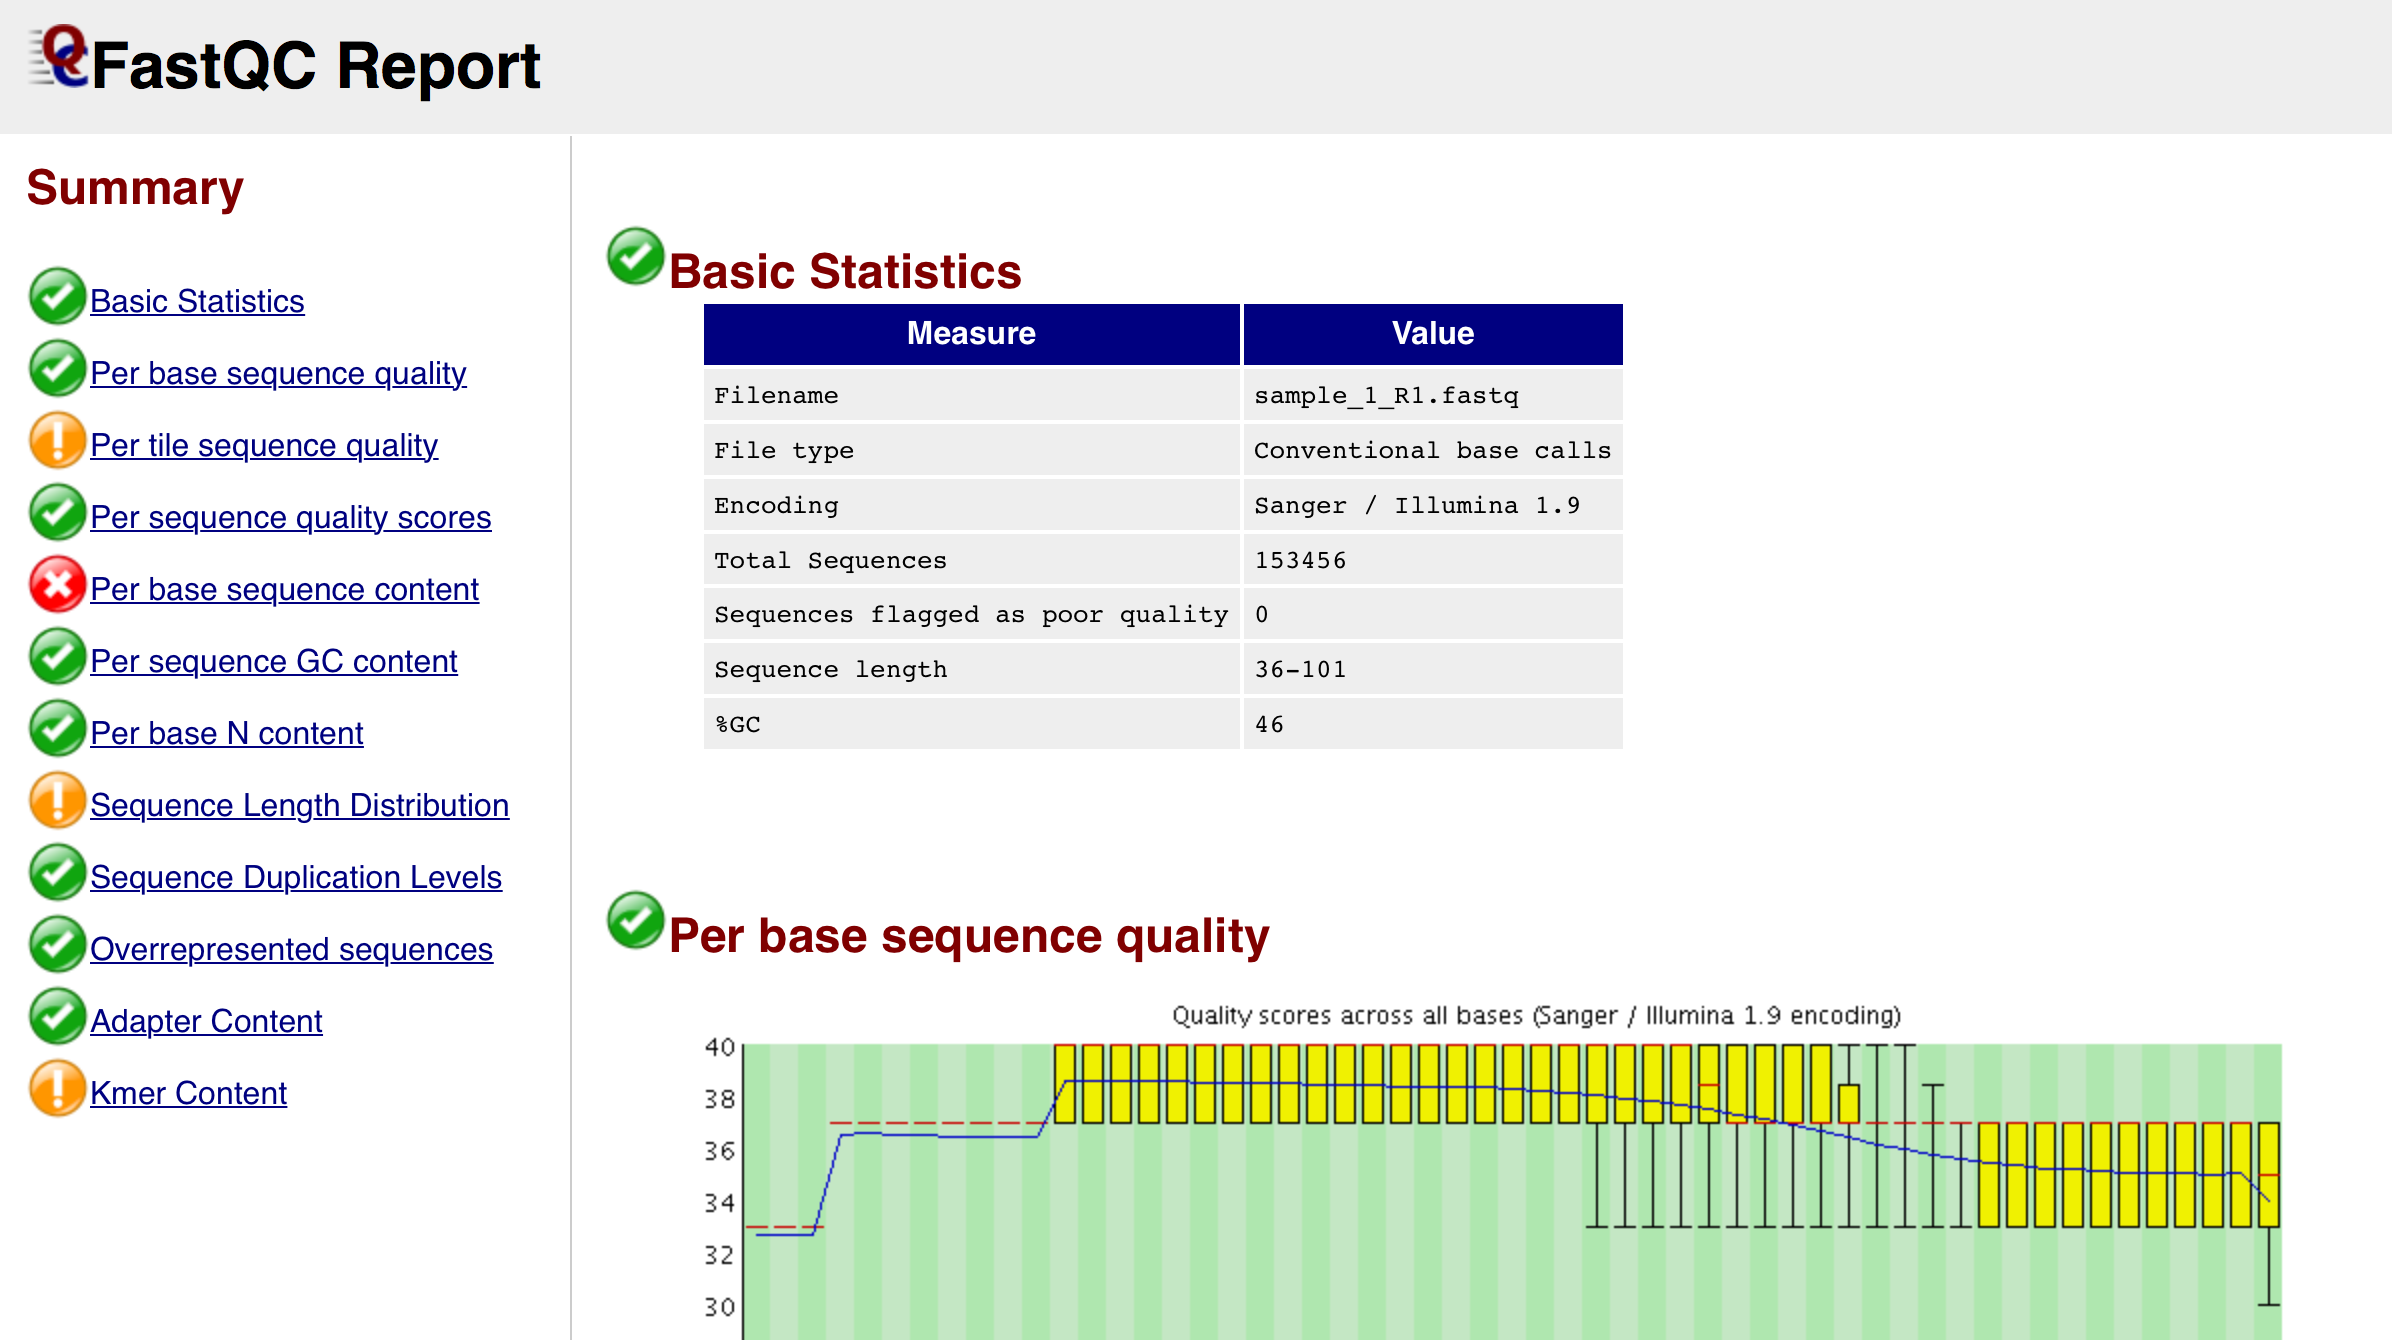 FastQC Report
Summary
Basic Statistics
Per base sequence quality
Per tile sequence quality
Per sequence quality scores
Per base sequence content
Per sequence GC content
Per base N content
Sequence Length Distribution
Sequence Duplication Levels
Overrepresented sequences
Adapter Content
Kmer Content
Basic Statistics
Measure Value
Filename sample_1_R1.fastq
File type Conventional base calls
Encoding Sanger / Illumina 1.9
Total Sequences 153456
Sequences flagged as poor quality 0
Sequence length 36-101
%GC 46
Per base sequence quality
Quality scores across all bases (Sanger / Illumina 1.9 encoding)
40
38
36
34
32
30